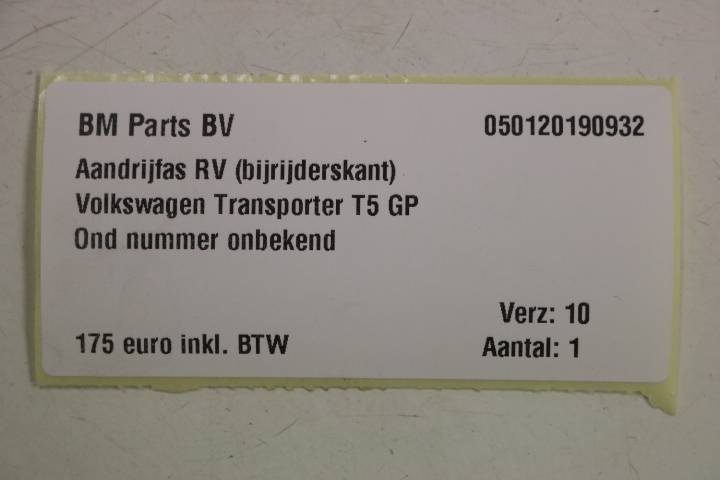 BM Parts BV 050120190932
Aandrijfas RV (bijrijderskant)
Volkswagen Transporter T5 GP
Ond nummer onbekend
Verz: 10
175 euro inkl. BTW Aantal: 1